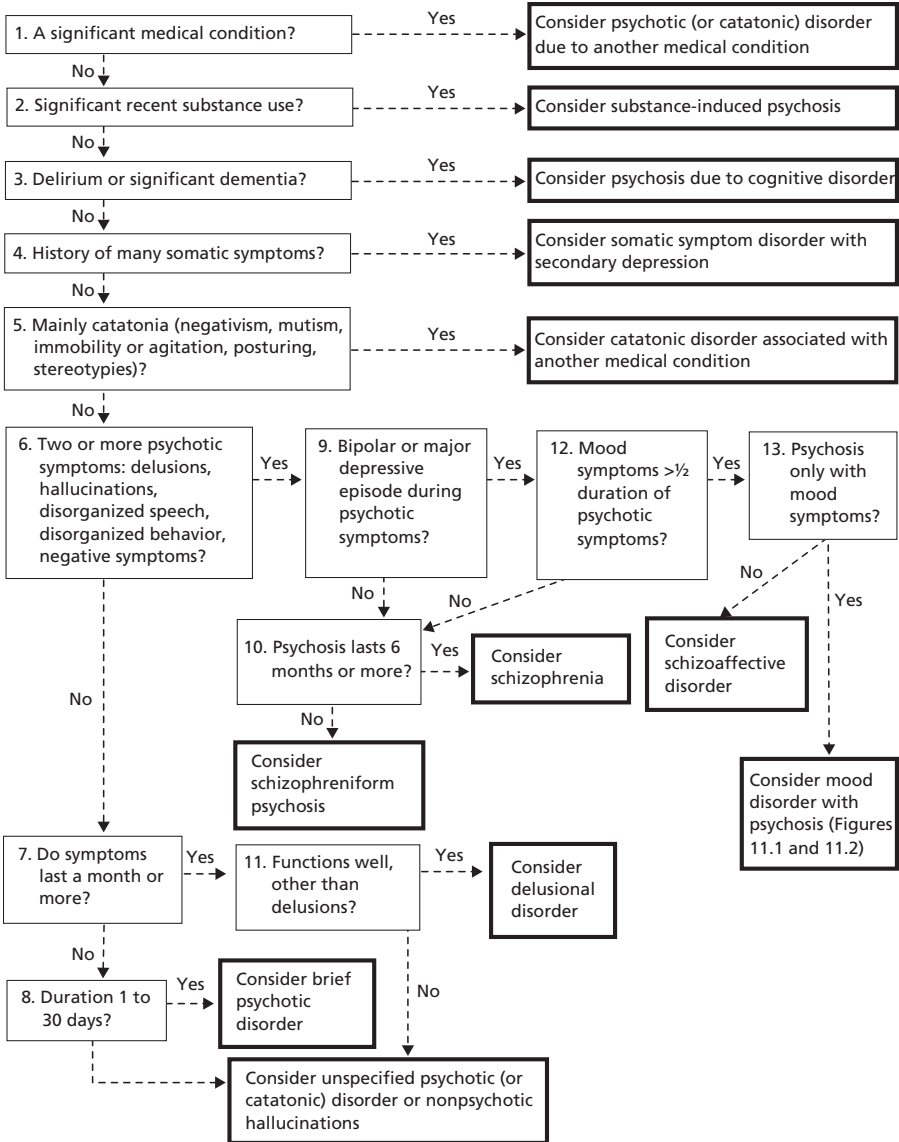 1. A significant medical condition?
Yes
Consider psychotic (or catatonic) disorder
due to another medical condition
No
2. Significant recent substance use?
Yes
Consider substance-induced psychosis
No
3. Delirium or significant dementia?
Yes
Consider psychosis due to cognitive disorder
No
4. History of many somatic symptoms?
Yes
Consider somatic symptom disorder with
secondary depression
No
5. Mainly catatonia (negativism, mutism,
immobility or agitation, posturing,
stereotypies)?
Yes
Consider catatonic disorder associated with
another medical condition
No
6. Two or more psychotic
symptoms: delusions,
hallucinations,
disorganized speech,
disorganized behavior,
negative symptoms?
Yes
9. Bipolar or major
depressive
episode during
psychotic
symptoms?
Yes
12. Mood
symptoms >½
duration of
psychotic
symptoms?
Yes
13. Psychosis
only with
mood
symptoms?
No
No
No
Yes
10. Psychosis lasts 6
months or more?
Yes
Consider
schizophrenia
Consider
schizoaffective
disorder
No
No
Consider
schizophreniform
psychosis
Consider mood
disorder with
psychosis (Figures
11.1 and 11.2)
7. Do symptoms
last a month or
more?
Yes
11. Functions well,
other than
delusions?
Yes
Consider
delusional
disorder
No
No
8. Duration 1 to
30 days?
Yes
Consider brief
psychotic
disorder
Consider unspecified psychotic (or
catatonic) disorder or nonpsychotic
hallucinations